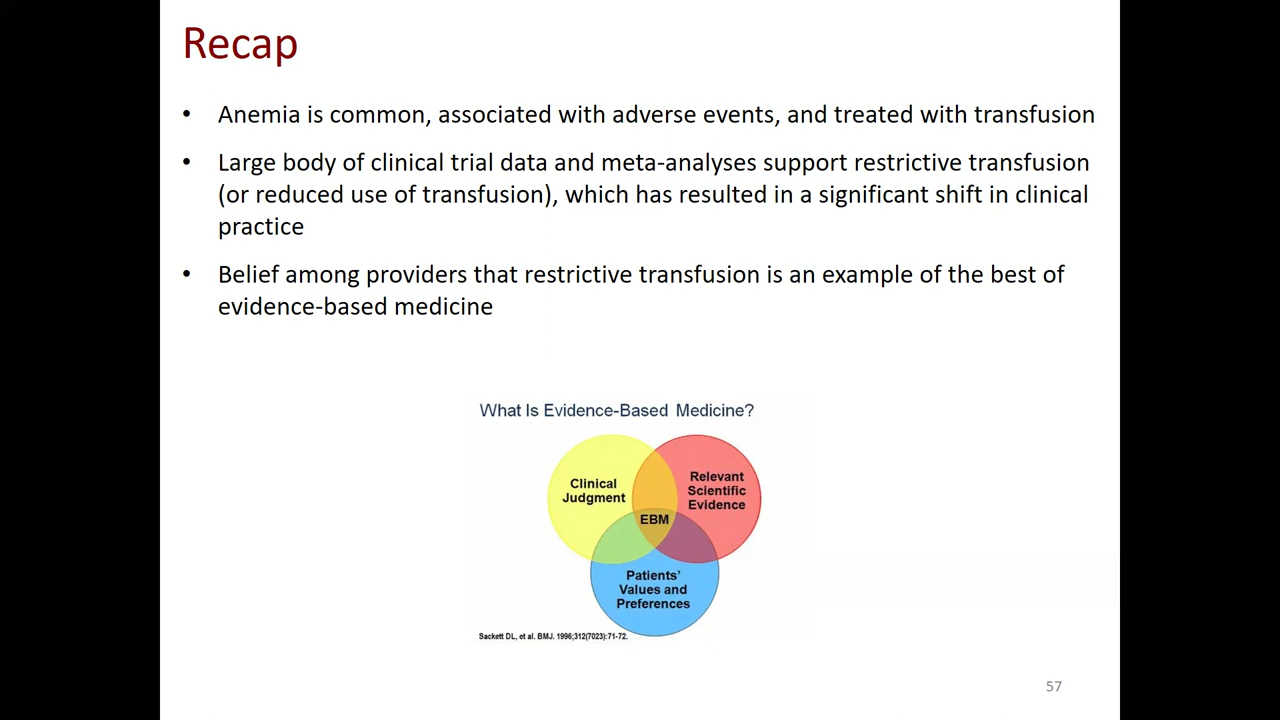 Recap
• Anemia is common, associated with adverse events, and treated with transfusion
• Large body of clinical trial data and meta-analyses support restrictive transfusion
(or reduced use of transfusion), which has resulted in a significant shift in clinical
practice
• Belief among providers that restrictive transfusion is an example of the best of
evidence-based medicine
What Is Evidence-Based Medicine?
Clinical
Judgment
Relevant
Scientific
Evidence
EBM
Patients’
Values and
Preferences
Sackett DL, et al. BMJ. 1996;312(7023):71-72.
57